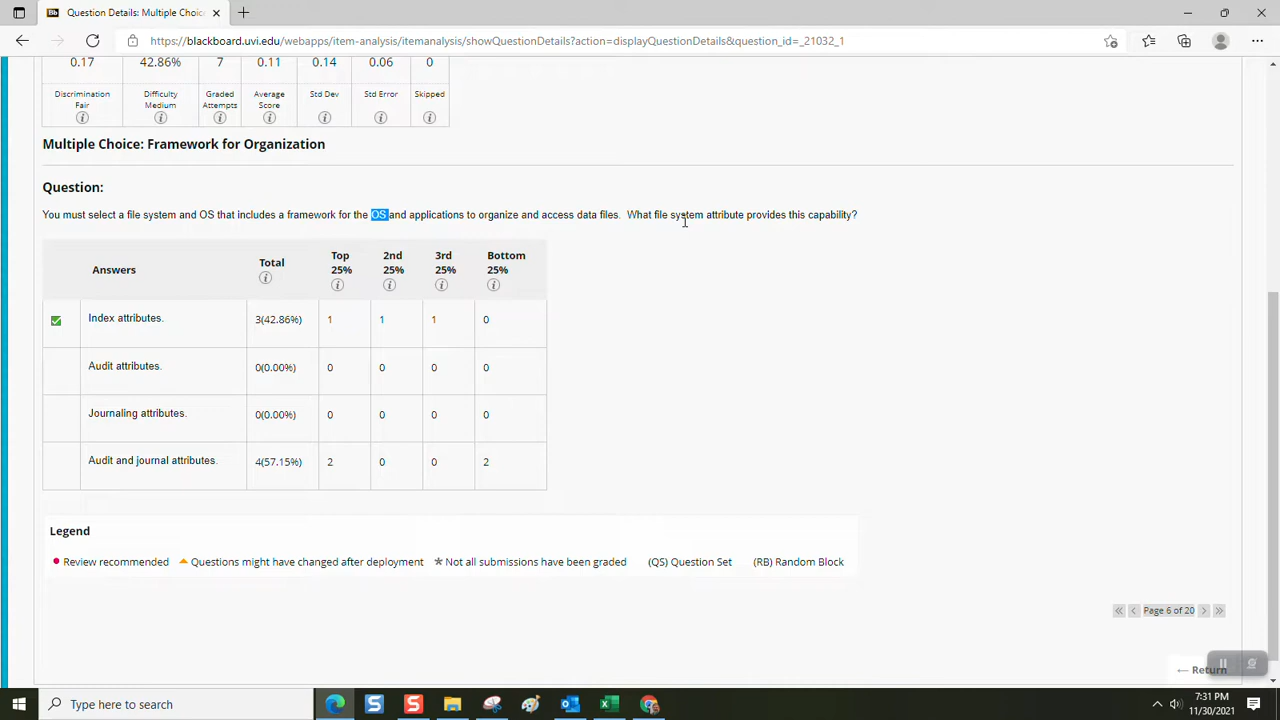 Question Details: Multiple Choic
https://blackboard.uvi.edu/webapps/item-analysis/itemanalysis/showQuestionDetails?action=displayQuestionDetails&question_id=_21032_1
0.17 42.86% 7 0.11 0.14 0.06 0
Discrimination Difficulty Graded Average Std Dev Std Error Skipped
Fair Medium Attempts Score
Multiple Choice: Framework for Organization
Question:
You must select a file system and OS that includes a framework for the OS and applications to organize and access data files. What file system attribute provides this capability?
Answers Total Top 25% 2nd 25% 3rd 25% Bottom 25%
Index attributes. 3(42.86%) 1 1 1 0
Audit attributes. 0(0.00%) 0 0 0 0
Journaling attributes. 0(0.00%) 0 0 0 0
Audit and journal attributes. 4(57.15%) 2 0 0 2
Legend
Review recommended Questions might have changed after deployment Not all submissions have been graded (QS) Question Set (RB) Random Block
Page 6 of 20
← Return
Type here to search
7:31 PM
11/30/2021